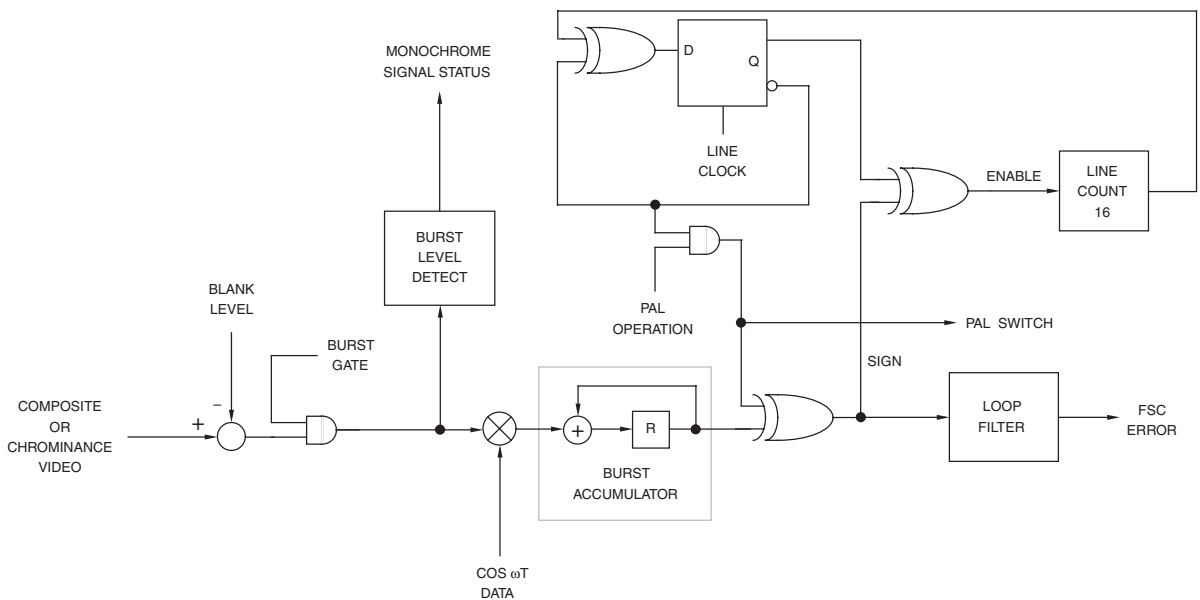 MONOCHROME
SIGNAL STATUS
D
Q
LINE
CLOCK
ENABLE
LINE
COUNT
16
BURST
LEVEL
DETECT
BLANK
LEVEL
PAL
OPERATION
PAL SWITCH
BURST
GATE
SIGN
–
+
COMPOSITE
OR
CHROMINANCE
VIDEO
+
R
BURST
ACCUMULATOR
LOOP
FILTER
FSC
ERROR
COS ωT
DATA